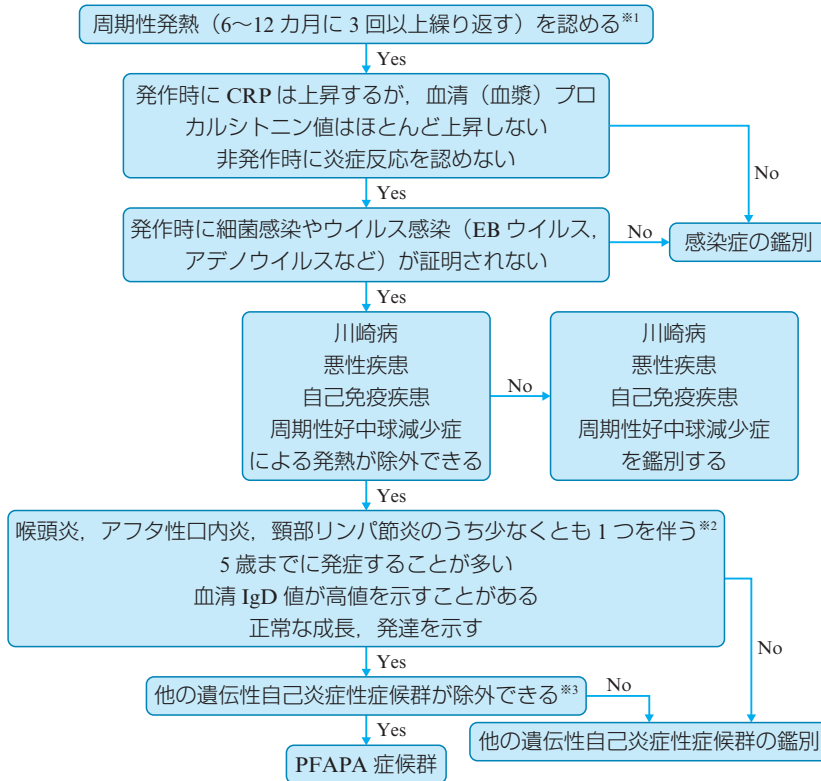 周期性発熱（6～12 カ月に 3 回以上繰り返す）を認める※1
Yes
発作時に CRP は上昇するが，血清（血漿）プロ
カルシトニン値はほとんど上昇しない
非発作時に炎症反応を認めない
No
Yes
発作時に細菌感染やウイルス感染（EB ウイルス，
アデノウイルスなど）が証明されない
No
感染症の鑑別
Yes
川崎病
悪性疾患
自己免疫疾患
周期性好中球減少症
による発熱が除外できる
No
川崎病
悪性疾患
自己免疫疾患
周期性好中球減少症
を鑑別する
Yes
喉頭炎，アフタ性口内炎，頸部リンパ節炎のうち少なくとも 1 つを伴う※2
5 歳までに発症することが多い
血清 IgD 値が高値を示すことがある
正常な成長，発達を示す
No
Yes
他の遺伝性自己炎症性症候群が除外できる※3
No
他の遺伝性自己炎症性症候群の鑑別
Yes
PFAPA 症候群